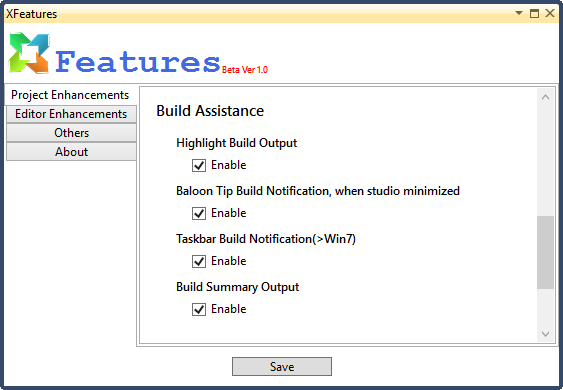 XFeatures
Features Beta Ver 1.0
Project Enhancements
Editor Enhancements
Others
About
Build Assistance
Highlight Build Output
Enable
Baloon Tip Build Notification, when studio minimized
Enable
Taskbar Build Notification(>Win7)
Enable
Build Summary Output
Enable
Save